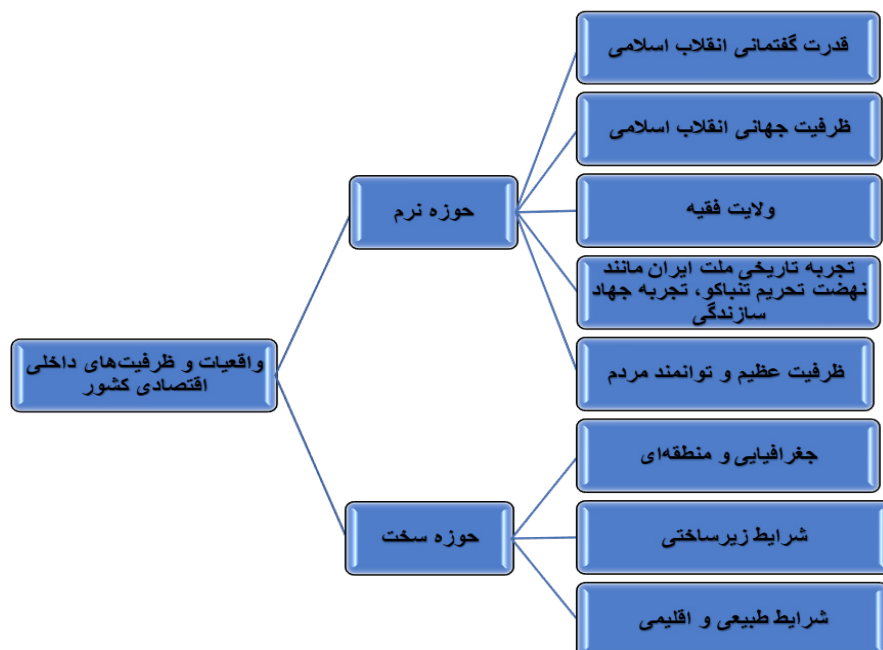 قدرت گفتمانی انقلاب اسلامی
ظرفیت جهانی انقلاب اسلامی
حوزه نرم
ولایت فقیه
تجربه تاریخی ملت ایران مانند
نهضت تحریم تنباکو، تجربه جهاد
سازندگی
واقعیات و ظرفیت‌های داخلی
اقتصادی کشور
ظرفیت عظیم و توانمند مردم
جغرافیایی و منطقه‌ای
حوزه سخت
شرایط زیرساختی
شرایط طبیعی و اقلیمی